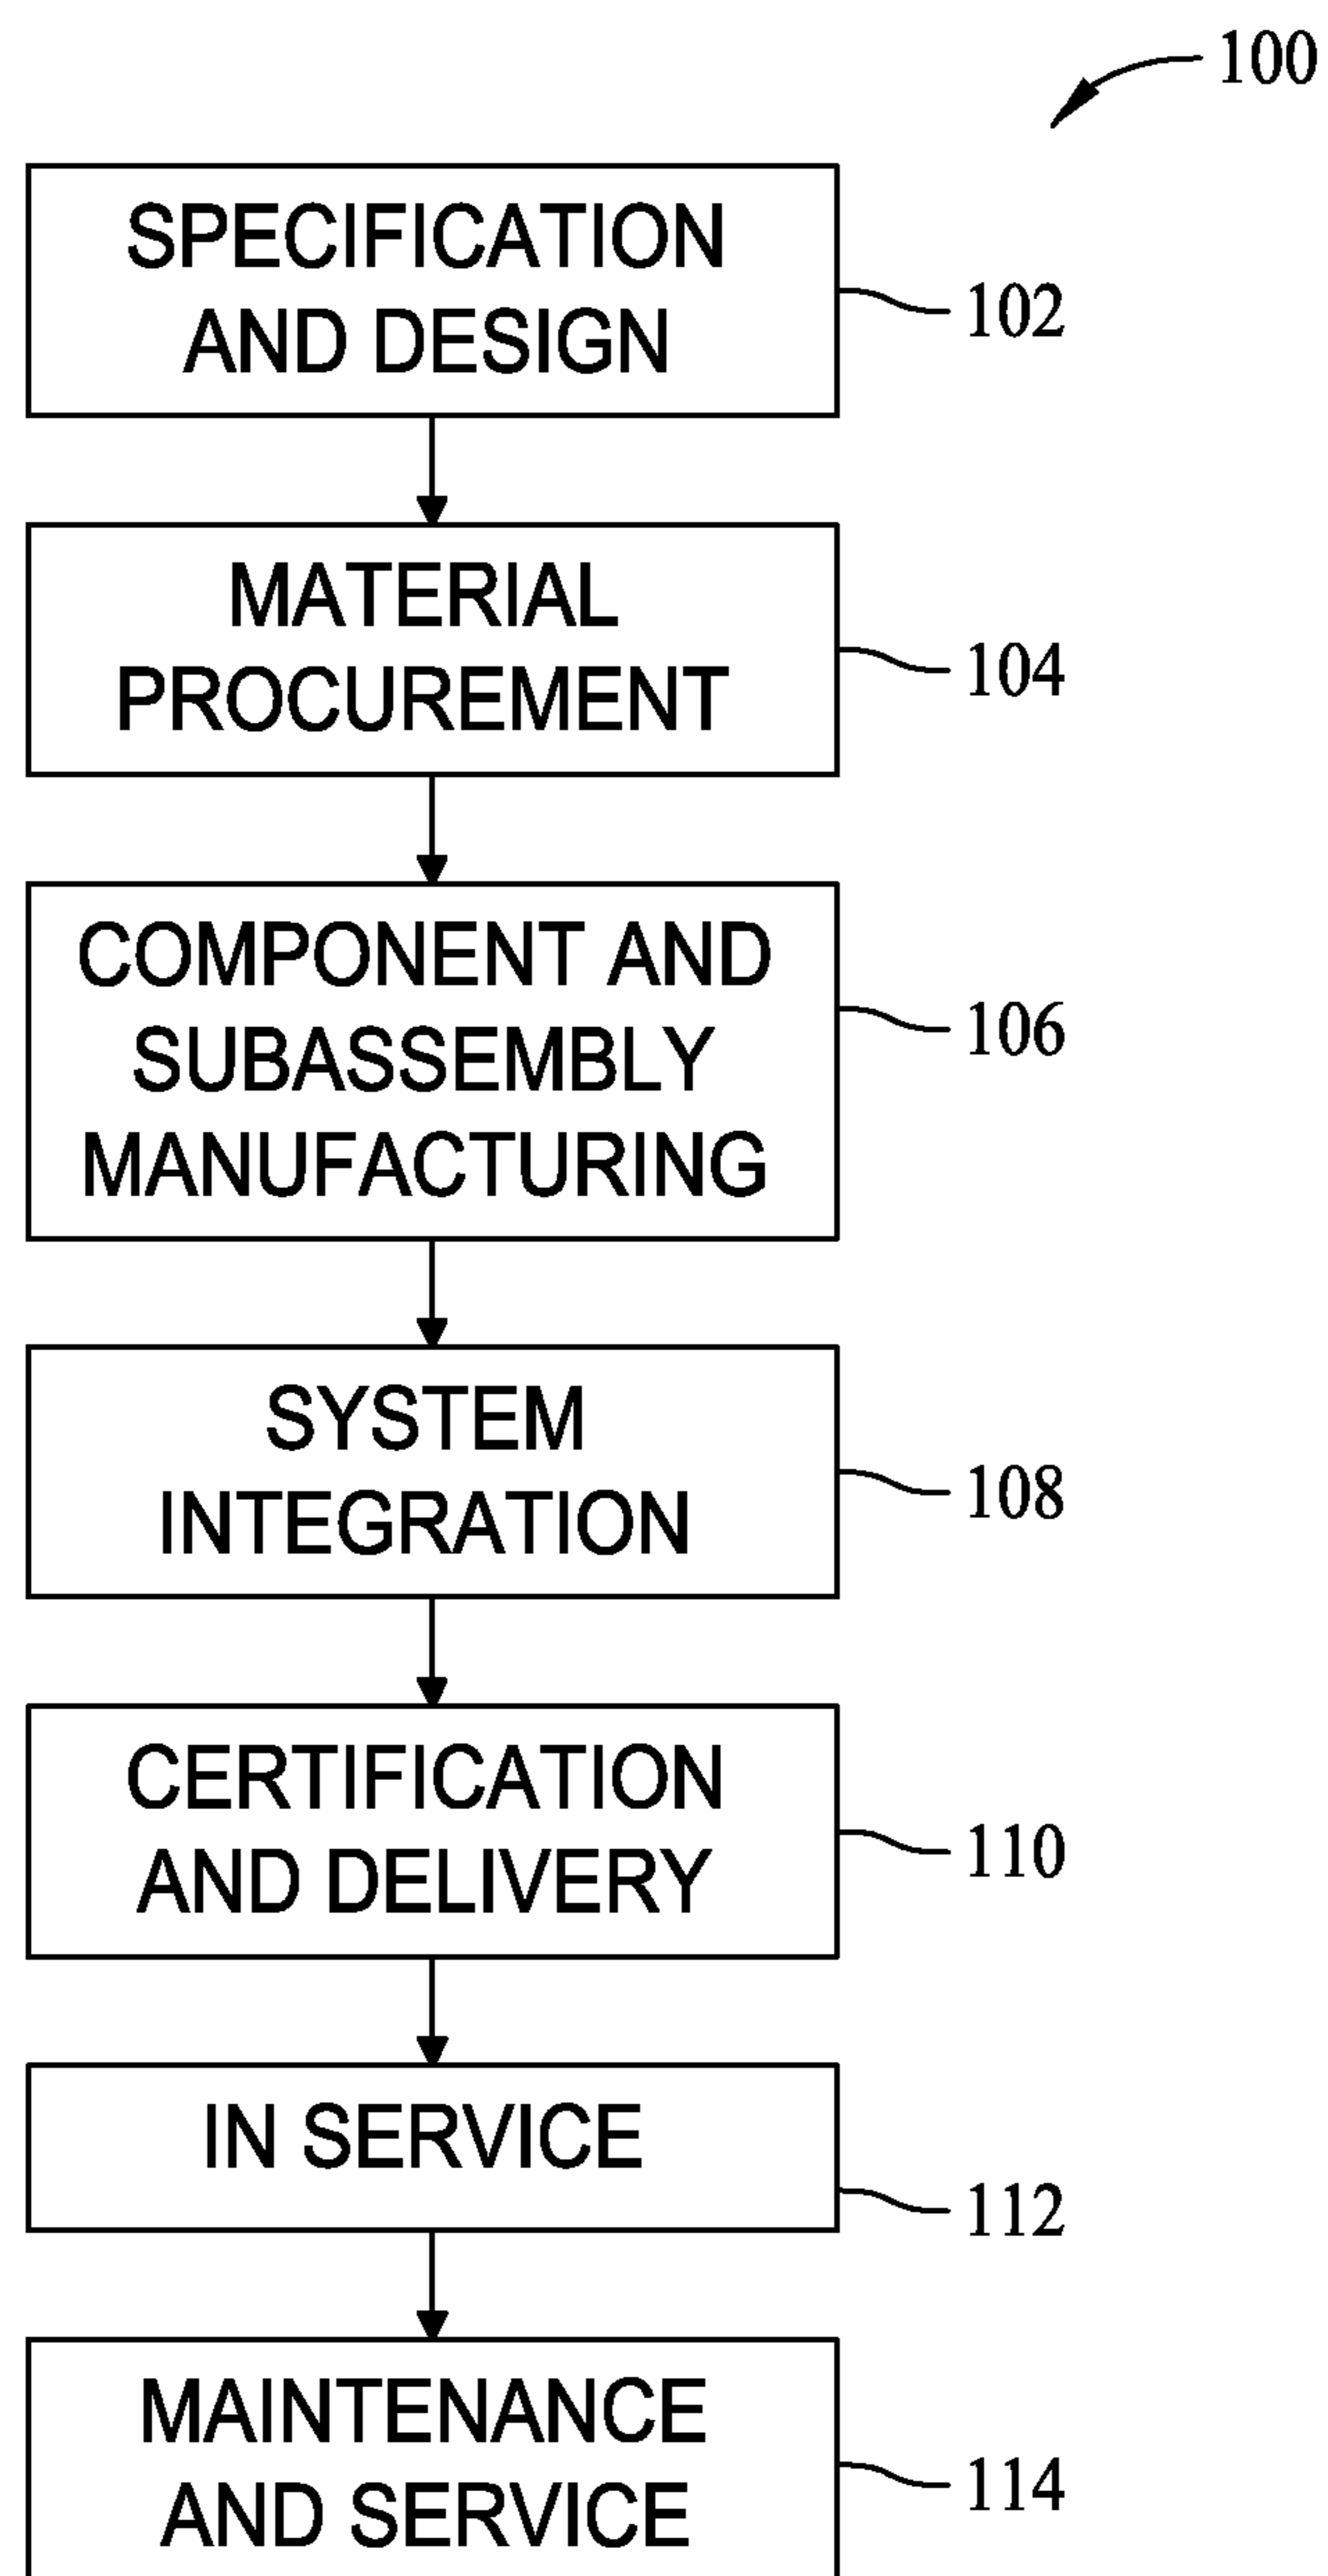 100
SPECIFICATION
AND DESIGN
102
MATERIAL
PROCUREMENT
104
COMPONENT AND
SUBASSEMBLY
MANUFACTURING
106
SYSTEM
INTEGRATION
108
CERTIFICATION
AND DELIVERY
110
IN SERVICE
112
MAINTENANCE
AND SERVICE
114